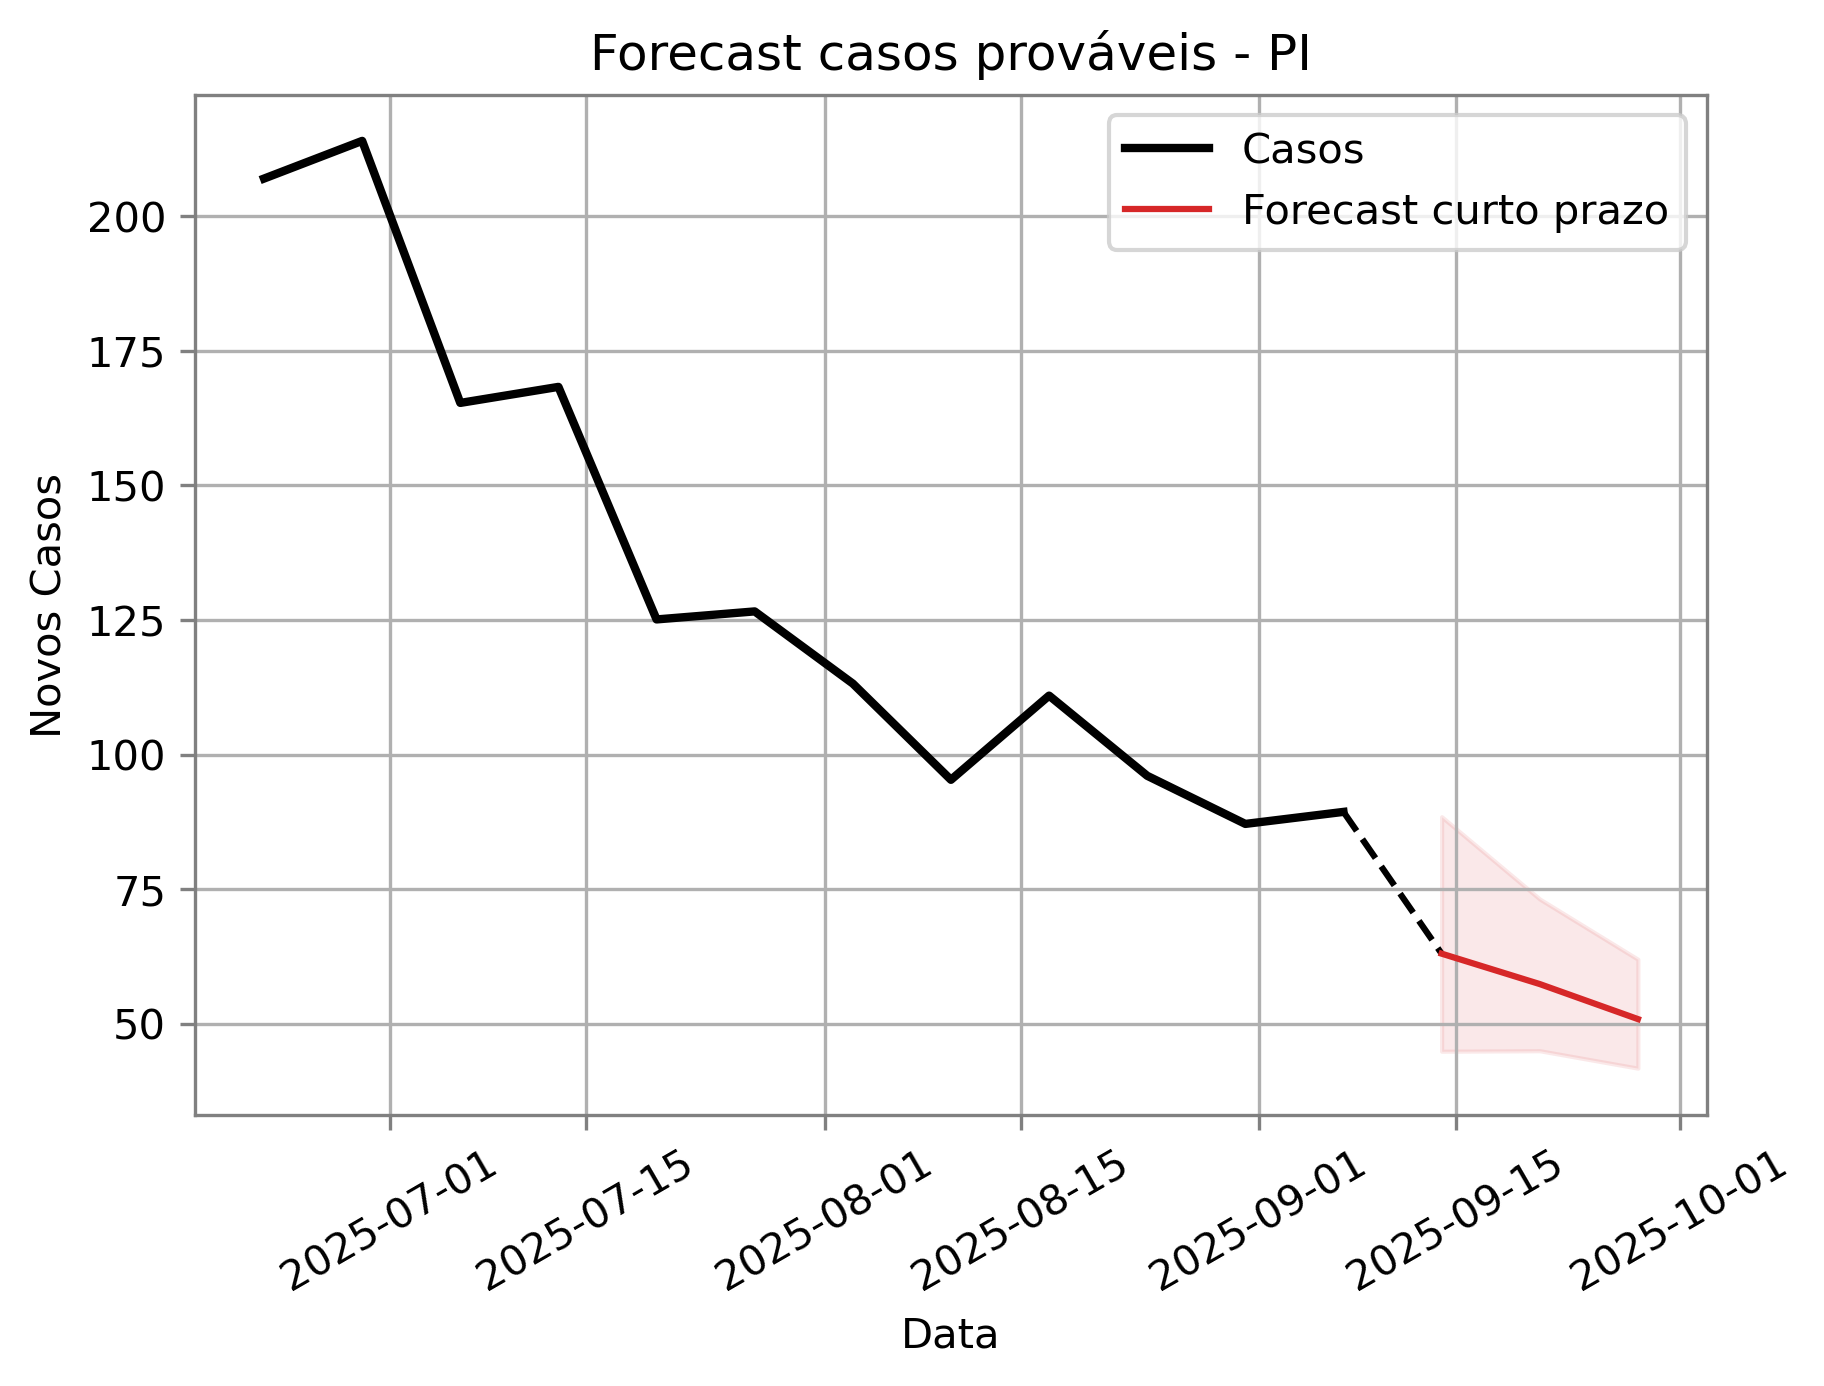 Forecast casos prováveis - PI
Casos
Forecast curto prazo
Novos Casos
200
175
150
125
100
75
50
2025-07-01
2025-07-15
2025-08-01
2025-08-15
2025-09-01
2025-09-15
2025-10-01
Data